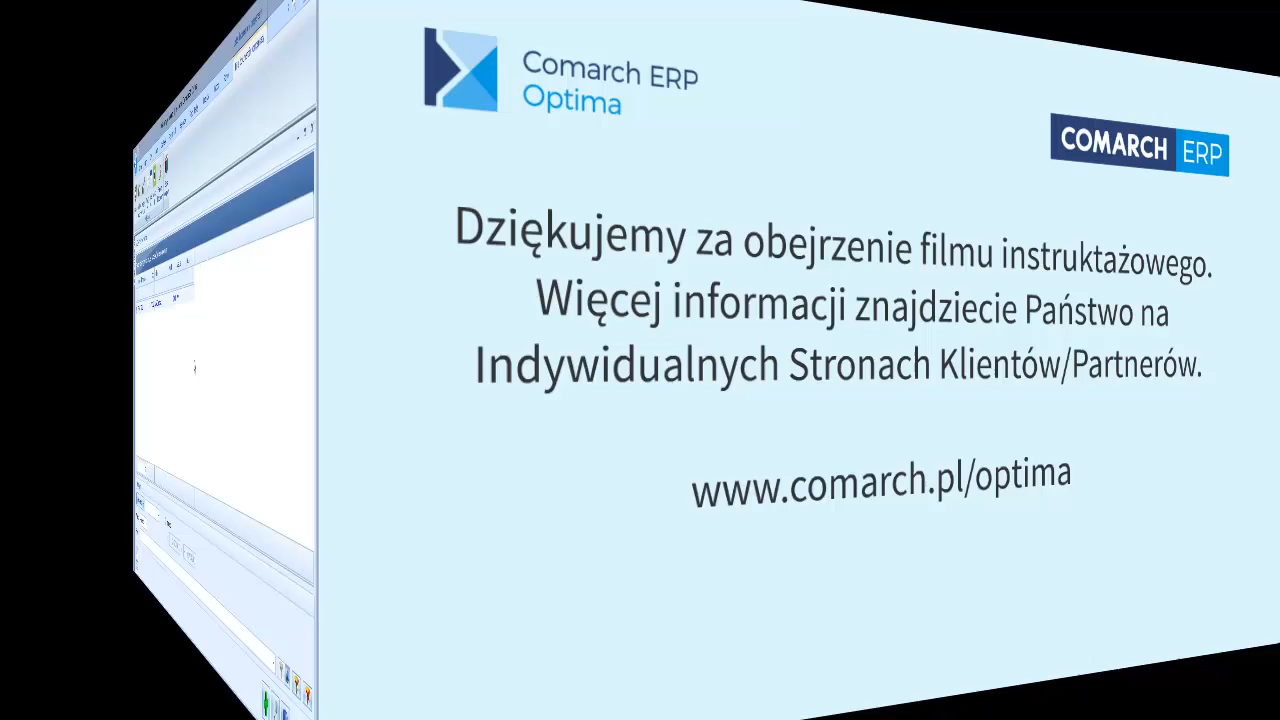 Comarch ERP
Optima
COMARCH ERP
Dziękujemy za obejrzenie filmu instruktażowego.
Więcej informacji znajdziecie Państwo na
Indywidualnych Stronach Klientów/Partnerów.
www.comarch.pl/optima